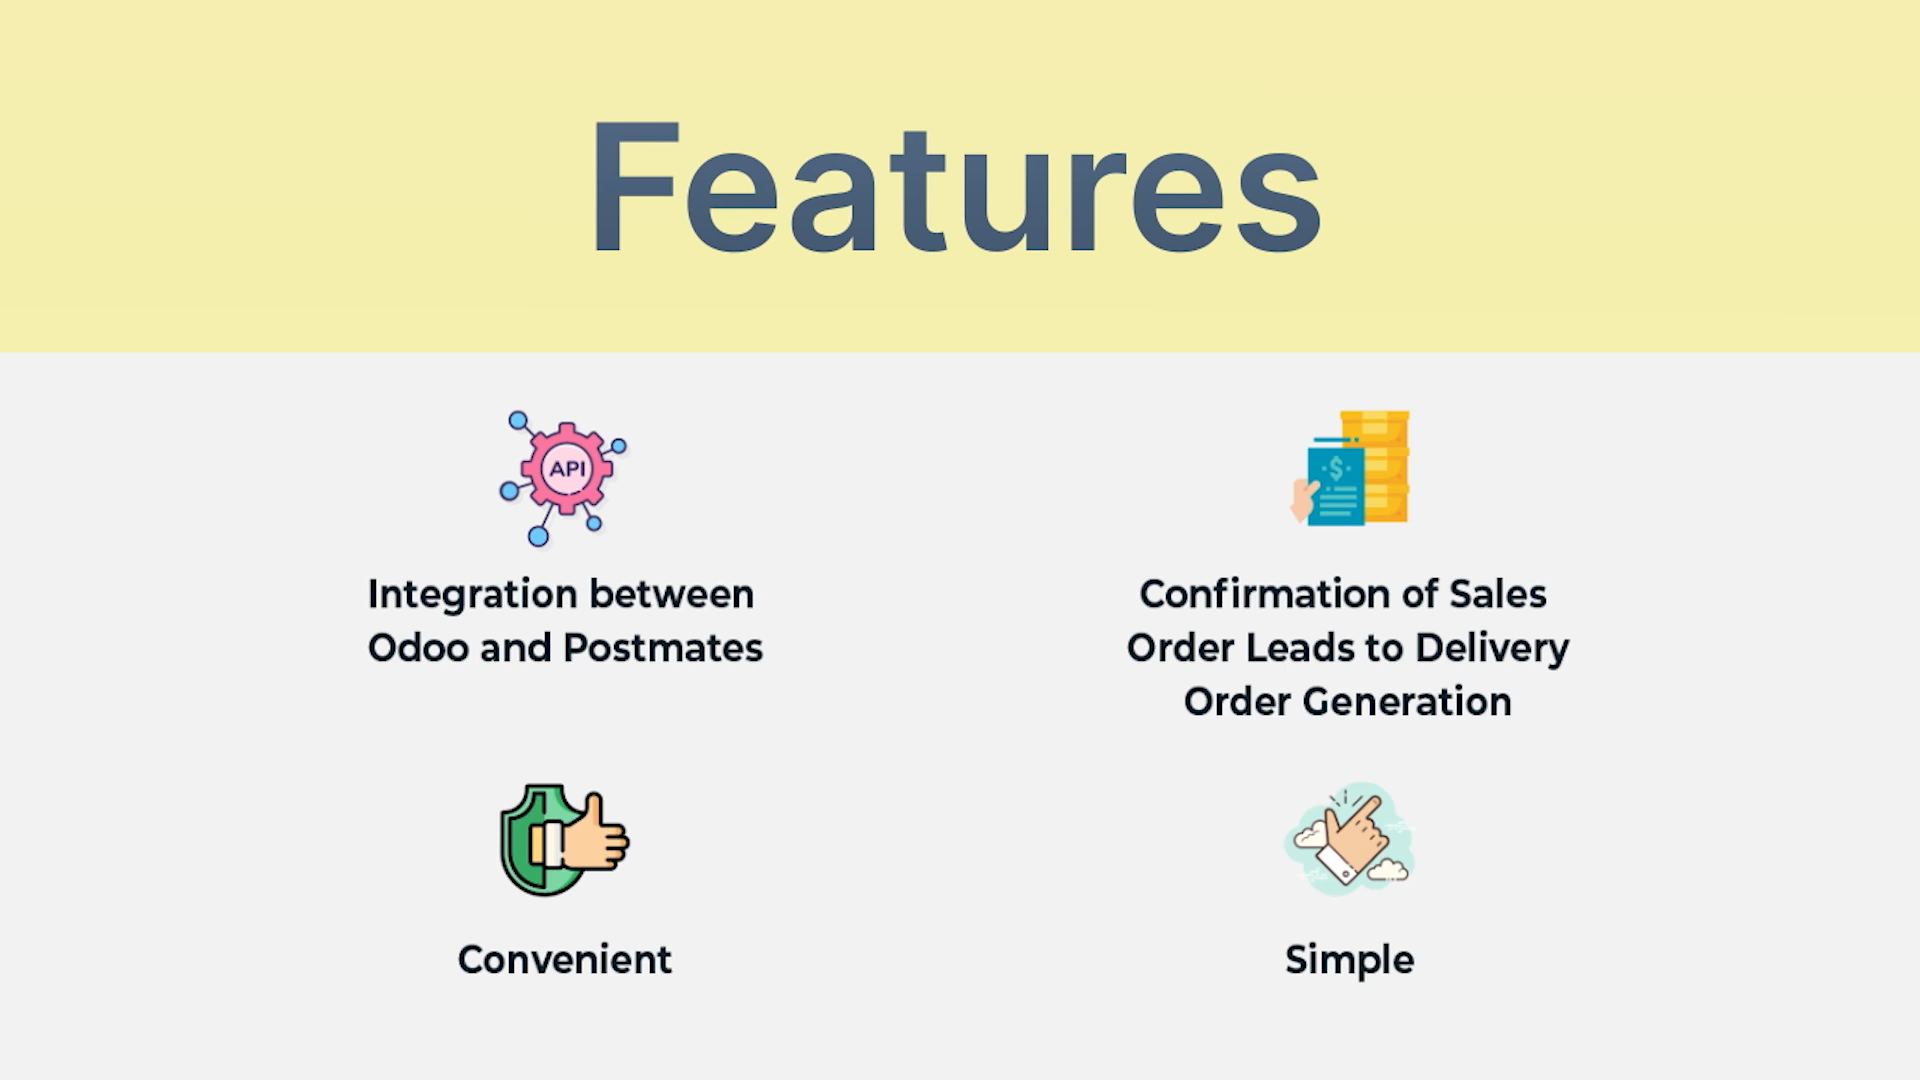 Features
API
$
Integration between
Odoo and Postmates
Confirmation of Sales
Order Leads to Delivery
Order Generation
Convenient
Simple